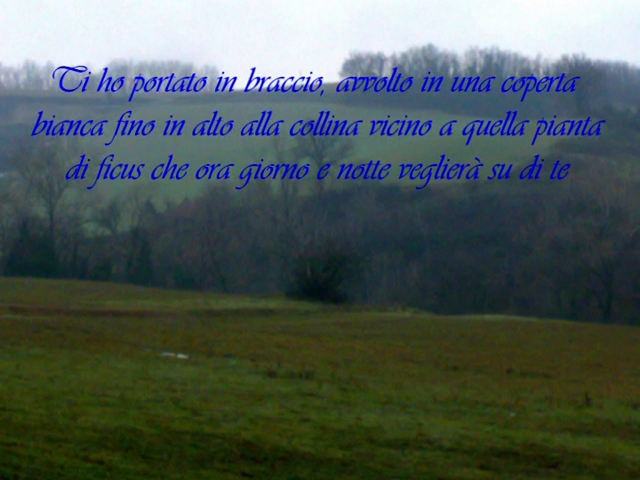 Ti ho portato in braccio, avvolto in una coperta
bianca fino in alto alla collina vicino a quella pianta
di ficus che ora giorno e notte veglierà su di te